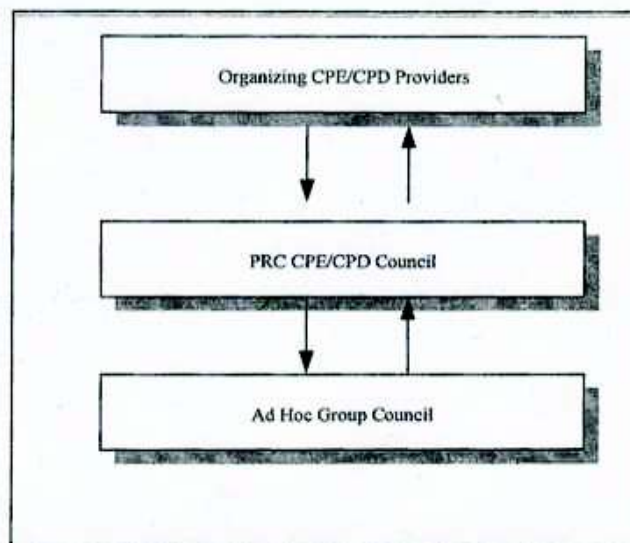 Organizing CPE/CPD Providers
PRC CPE/CPD Council
Ad Hoc Group Council